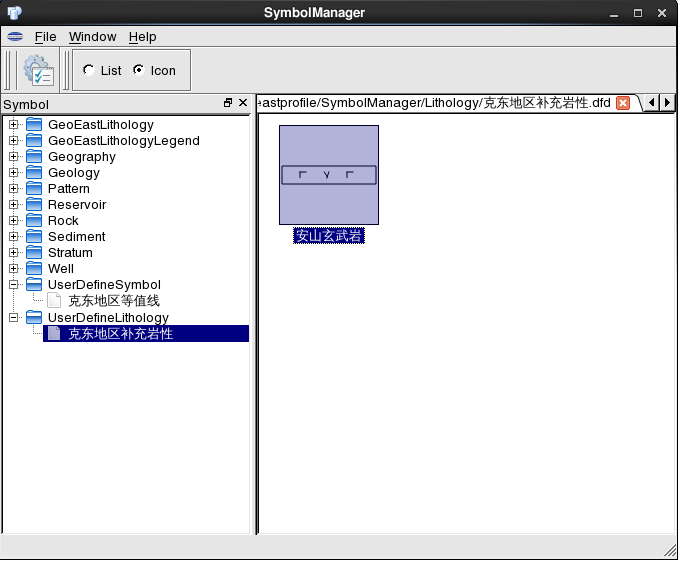 SymbolManager
File Window Help
List Icon
Symbol
eastprofile/SymbolManager/Lithology/克东地区补充岩性.dfd
GeoEastLithology
GeoEastLithologyLegend
Geography
Geology
Pattern
Reservoir
Rock
Sediment
Stratum
Well
UserDefineSymbol
克东地区等值线
UserDefineLithology
克东地区补充岩性
安山玄武岩